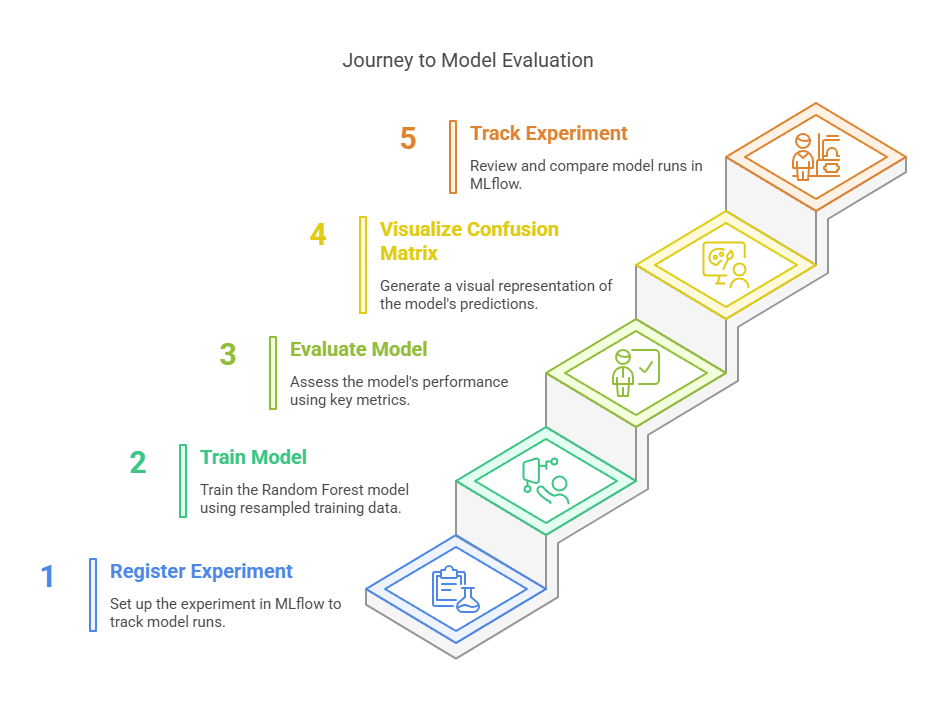 Journey to Model Evaluation
5
Track Experiment
Review and compare model runs in
MLflow.
4
Visualize Confusion
Matrix
Generate a visual representation of
the model's predictions.
3
Evaluate Model
Assess the model's performance
using key metrics.
2
Train Model
Train the Random Forest model
using resampled training data.
1
Register Experiment
Set up the experiment in MLflow to
track model runs.